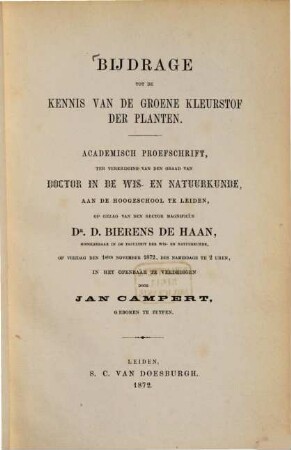 BIJDRAGE
TOT DE
KENNIS VAN DE GROENE KLEURSTOF
DER PLANTEN.
ACADEMISCH PROEFSCHRIFT,
TER VERKRIJGING VAN DEN GRAAD VAN
DOCTOR IN DE WIS- EN NATUURKUNDE,
AAN DE HOOGESCHOOL TE LEIDEN,
OP GEZAG VAN DEN RECTOR MAGNIFICUS
Dr. D. BIERENS DE HAAN,
HOOGLEERAAR IN DE FACULTEIT DER WIS- EN NATUURKUNDE,
OP VRIJDAG DEN NOVEMBER 1872, DES NAMIDDAGS TE 2 UREN,
IN HET OPENBAAR TE VERDEDIGEN
DOOR
JAN CAMPERT,
GEBOREN TE
LEIDEN,
S. C. VAN DOESBURGH.
1872.